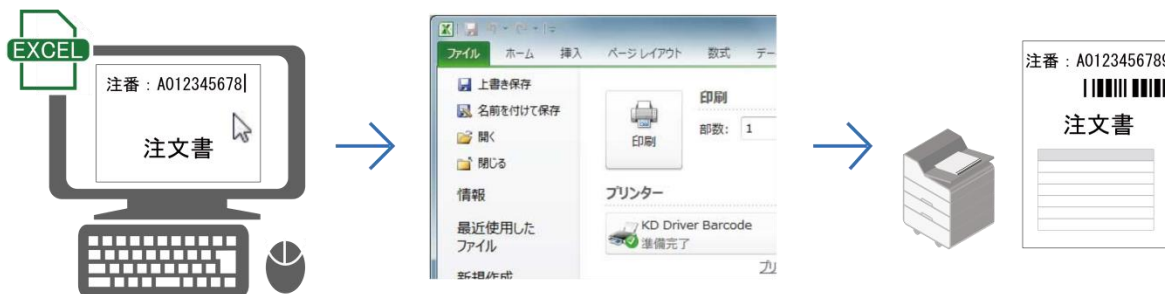 EXCEL
注番：A012345678
注文書
ファイル ホーム 挿入 ページ レイアウト 数式 デー
上書き保存
名前を付けて保存
開く
閉じる
情報
最近使用した
ファイル
新規作成
印刷
印刷
部数： 1
プリンター
KD Driver Barcode
準備完了
プリ
注番：A0123456789
注文書